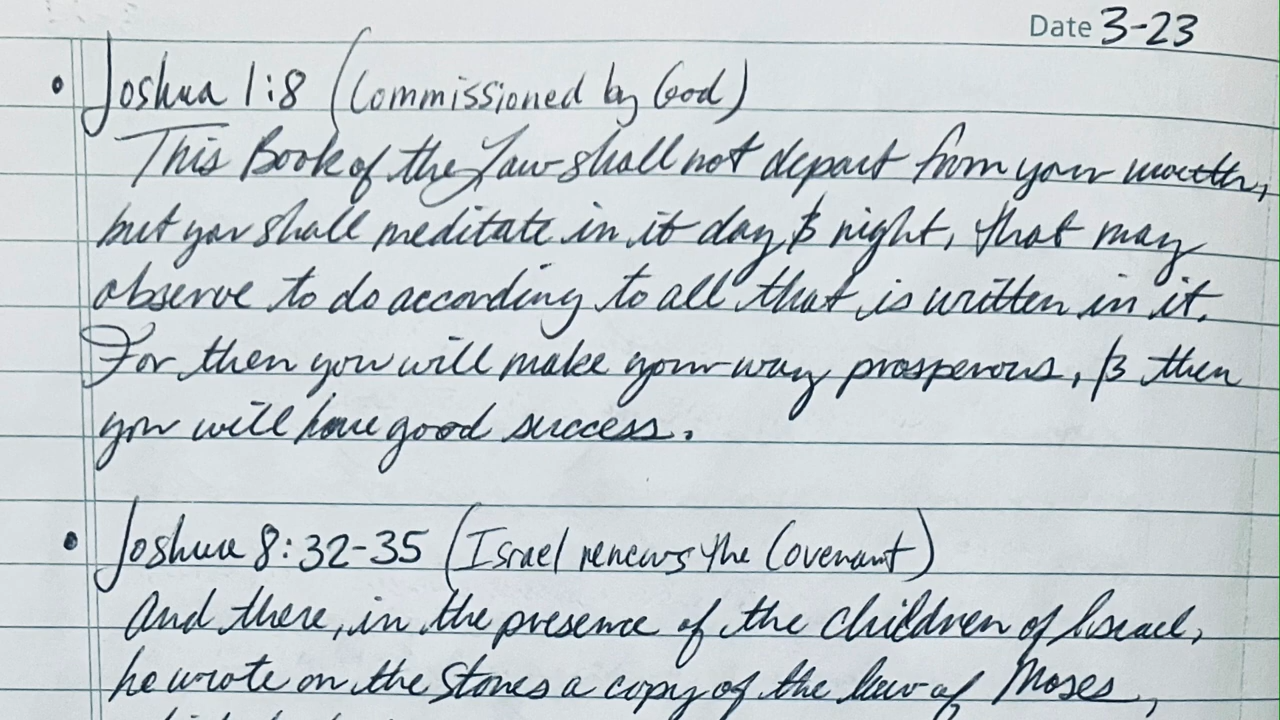 Date 3-23
• Joshua 1:8 (Commissioned by God)
This Book of the Law shall not depart from your mouth,
but you shall meditate in it day & night, that may
observe to do according to all that is written in it.
For then you will make your way prosperous, & then
you will have good success.
• Joshua 8:32-35 (Israel renews the Covenant)
And there, in the presence of the children of Israel,
he wrote on the stones a copy of the law of Moses,